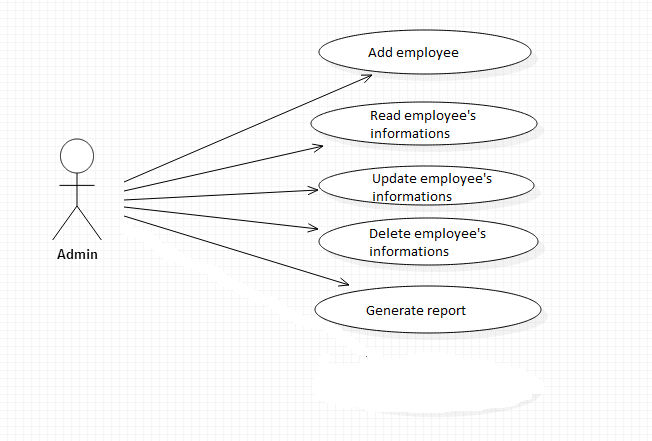 Add employee
Read employee's
informations
Update employee's
informations
Delete employee's
informations
Admin
Generate report